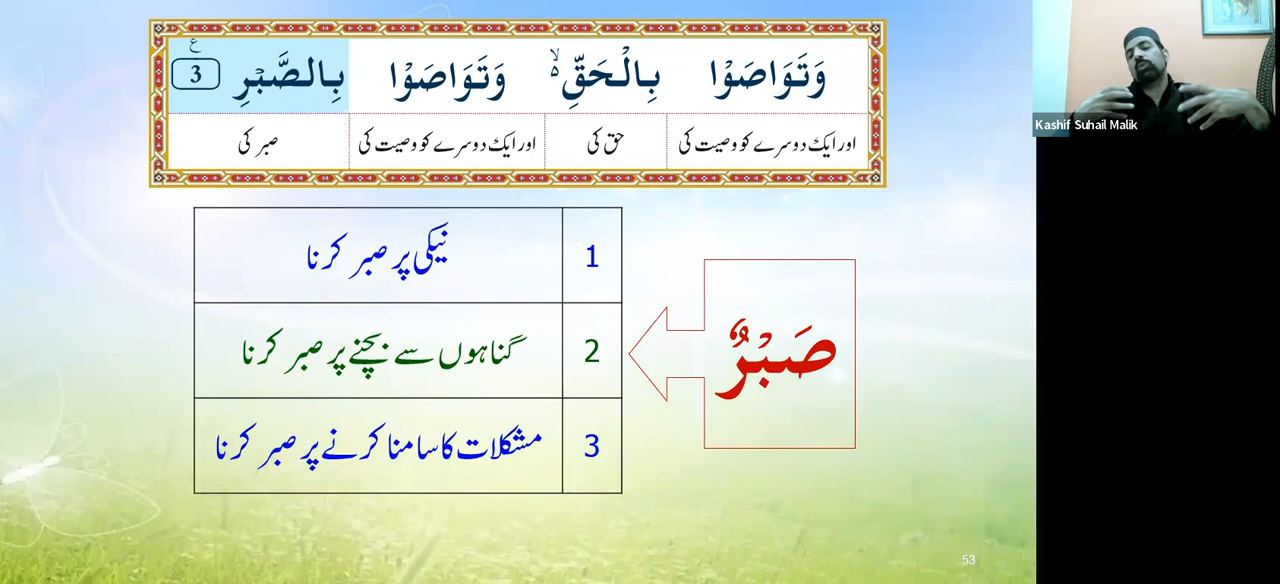 وَتَوَاصَوْا بِالْحَقِّ ۙ۬ وَتَوَاصَوْا بِالصَّبْرِ 3 ع
اور ایک دوسرے کو وصیت کی حق کی اور ایک دوسرے کو وصیت کی صبر کی
Kashif Suhail Malik
صَبْرٌ
1 نیکی پر صبر کرنا
2 گناہوں سے بچنے پر صبر کرنا
3 مشکلات کا سامنا کرنے پر صبر کرنا
53